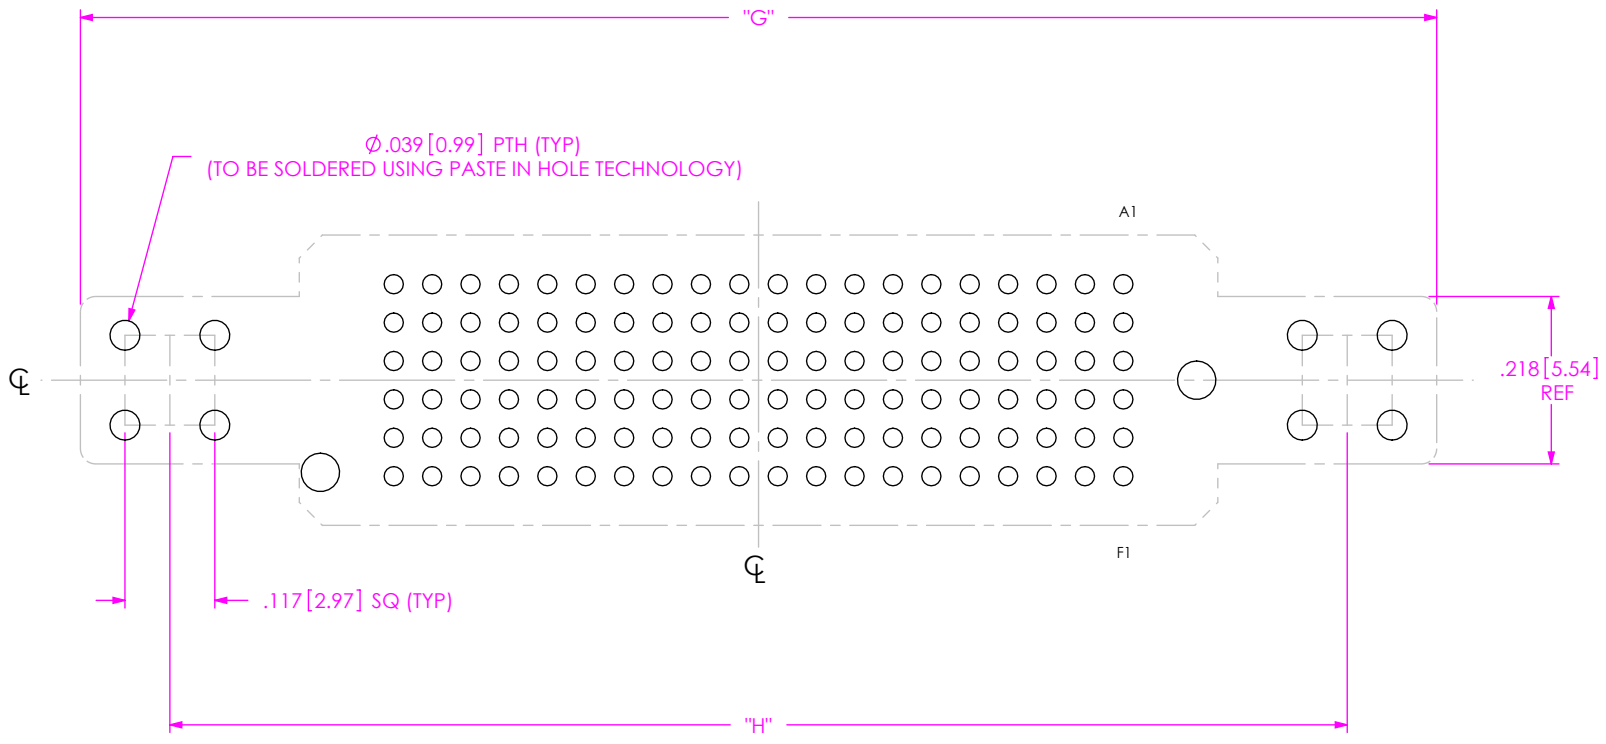 "G"
Ø.039[0.99] PTH (TYP)
(TO BE SOLDERED USING PASTE IN HOLE TECHNOLOGY)
A1
℄
.218[5.54]
REF
F1
℄
.117[2.97] SQ (TYP)
"H"